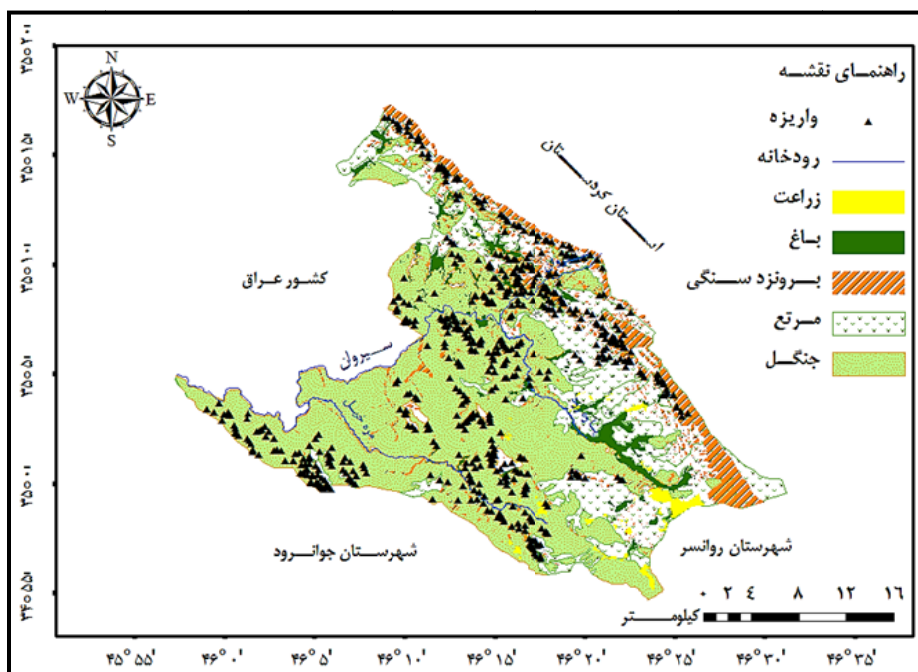 N
W E
S
راهنمای نقشه
واریزه
رودخانه
زراعت
باغ
برونزد سنگی
مرتع
جنگل
استان کردستان
کشور عراق
سیروان
شهرستان جوانرود
شهرستان روانسر
۰ ۲ ۴ ۸ ۱۲ ۱۶
کیلومتر
۳۵°۲۰'
۳۵°۱۵'
۳۵°۱۰'
۳۵°۵'
۳۵°۰'
۳۴°۵۵'
۴۵°۵۵' ۴۶°۰' ۴۶°۵' ۴۶°۱۰' ۴۶°۱۵' ۴۶°۲۰' ۴۶°۲۵' ۴۶°۳۰' ۴۶°۳۵'